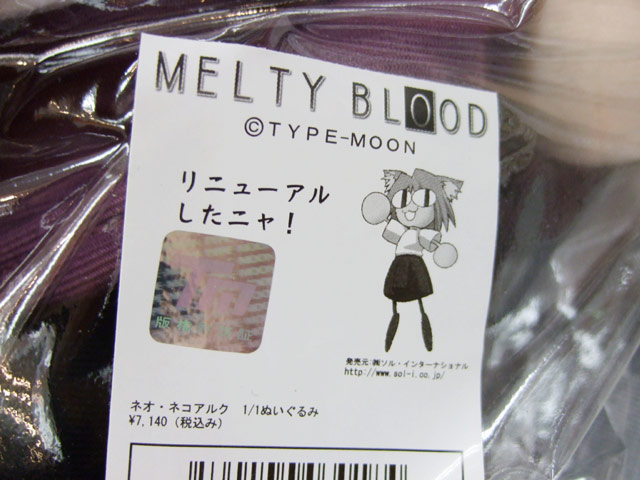 MELTY BLOOD
©TYPE-MOON
リニューアル
したニャ！
発売元:㈱ソル・インターナショナル
http://www.sol-i.co.jp/
ネオ・ネコアルク 1/1ぬいぐるみ
¥7,140（税込み）